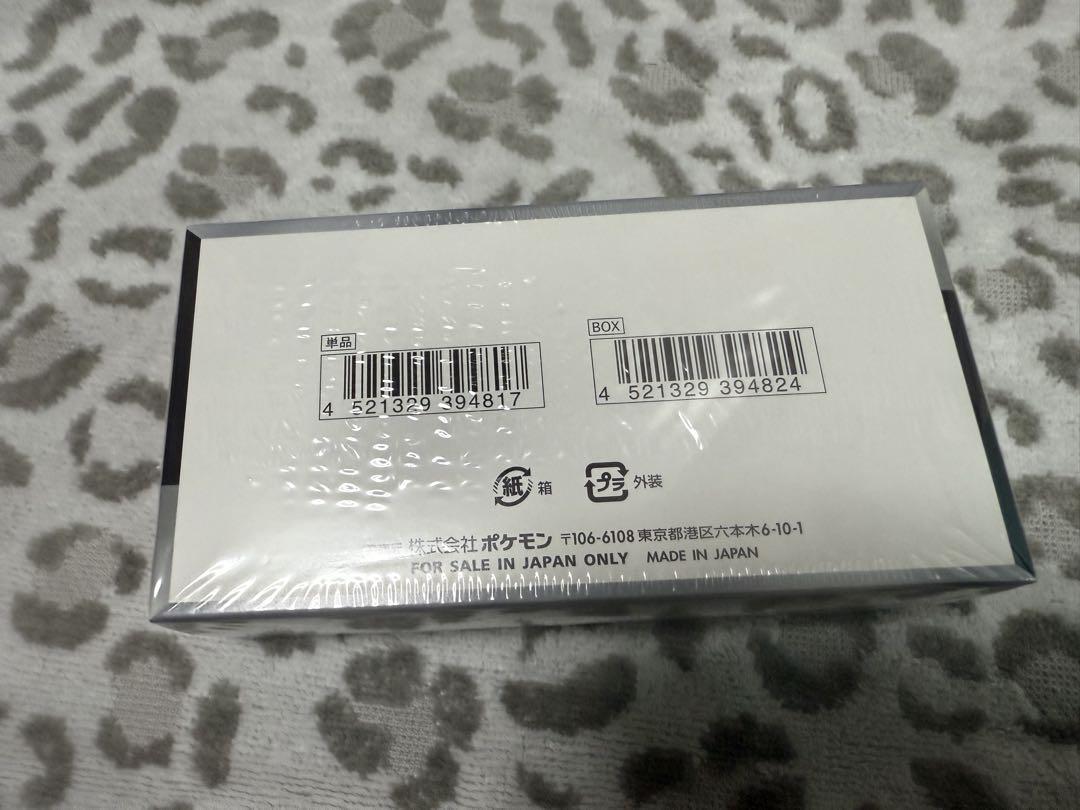 単品
4 521329 394817
BOX
4 521329 394824
紙 箱
プラ 外装
株式会社 ポケモン 〒106-6108 東京都港区六本木6-10-1
FOR SALE IN JAPAN ONLY MADE IN JAPAN